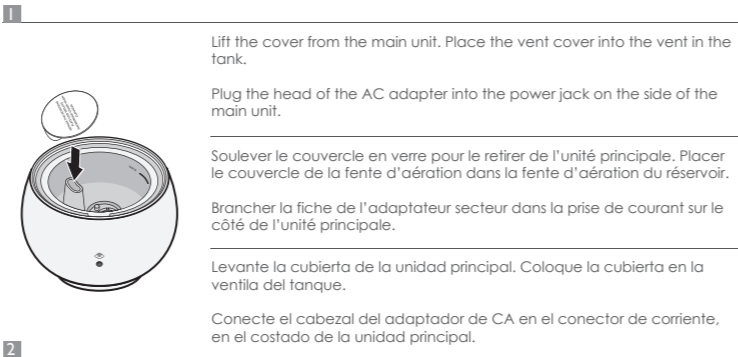 1
Lift the cover from the main unit. Place the vent cover into the vent in the
tank.
Plug the head of the AC adapter into the power jack on the side of the
main unit.
Soulever le couvercle en verre pour le retirer de l'unité principale. Placer
le couvercle de la fente d'aération dans la fente d'aération du réservoir.
Brancher la fiche de l'adaptateur secteur dans la prise de courant sur le
côté de l'unité principale.
Levante la cubierta de la unidad principal. Coloque la cubierta en la
ventila del tanque.
Conecte el cabezal del adaptador de CA en el conector de corriente,
en el costado de la unidad principal.
2